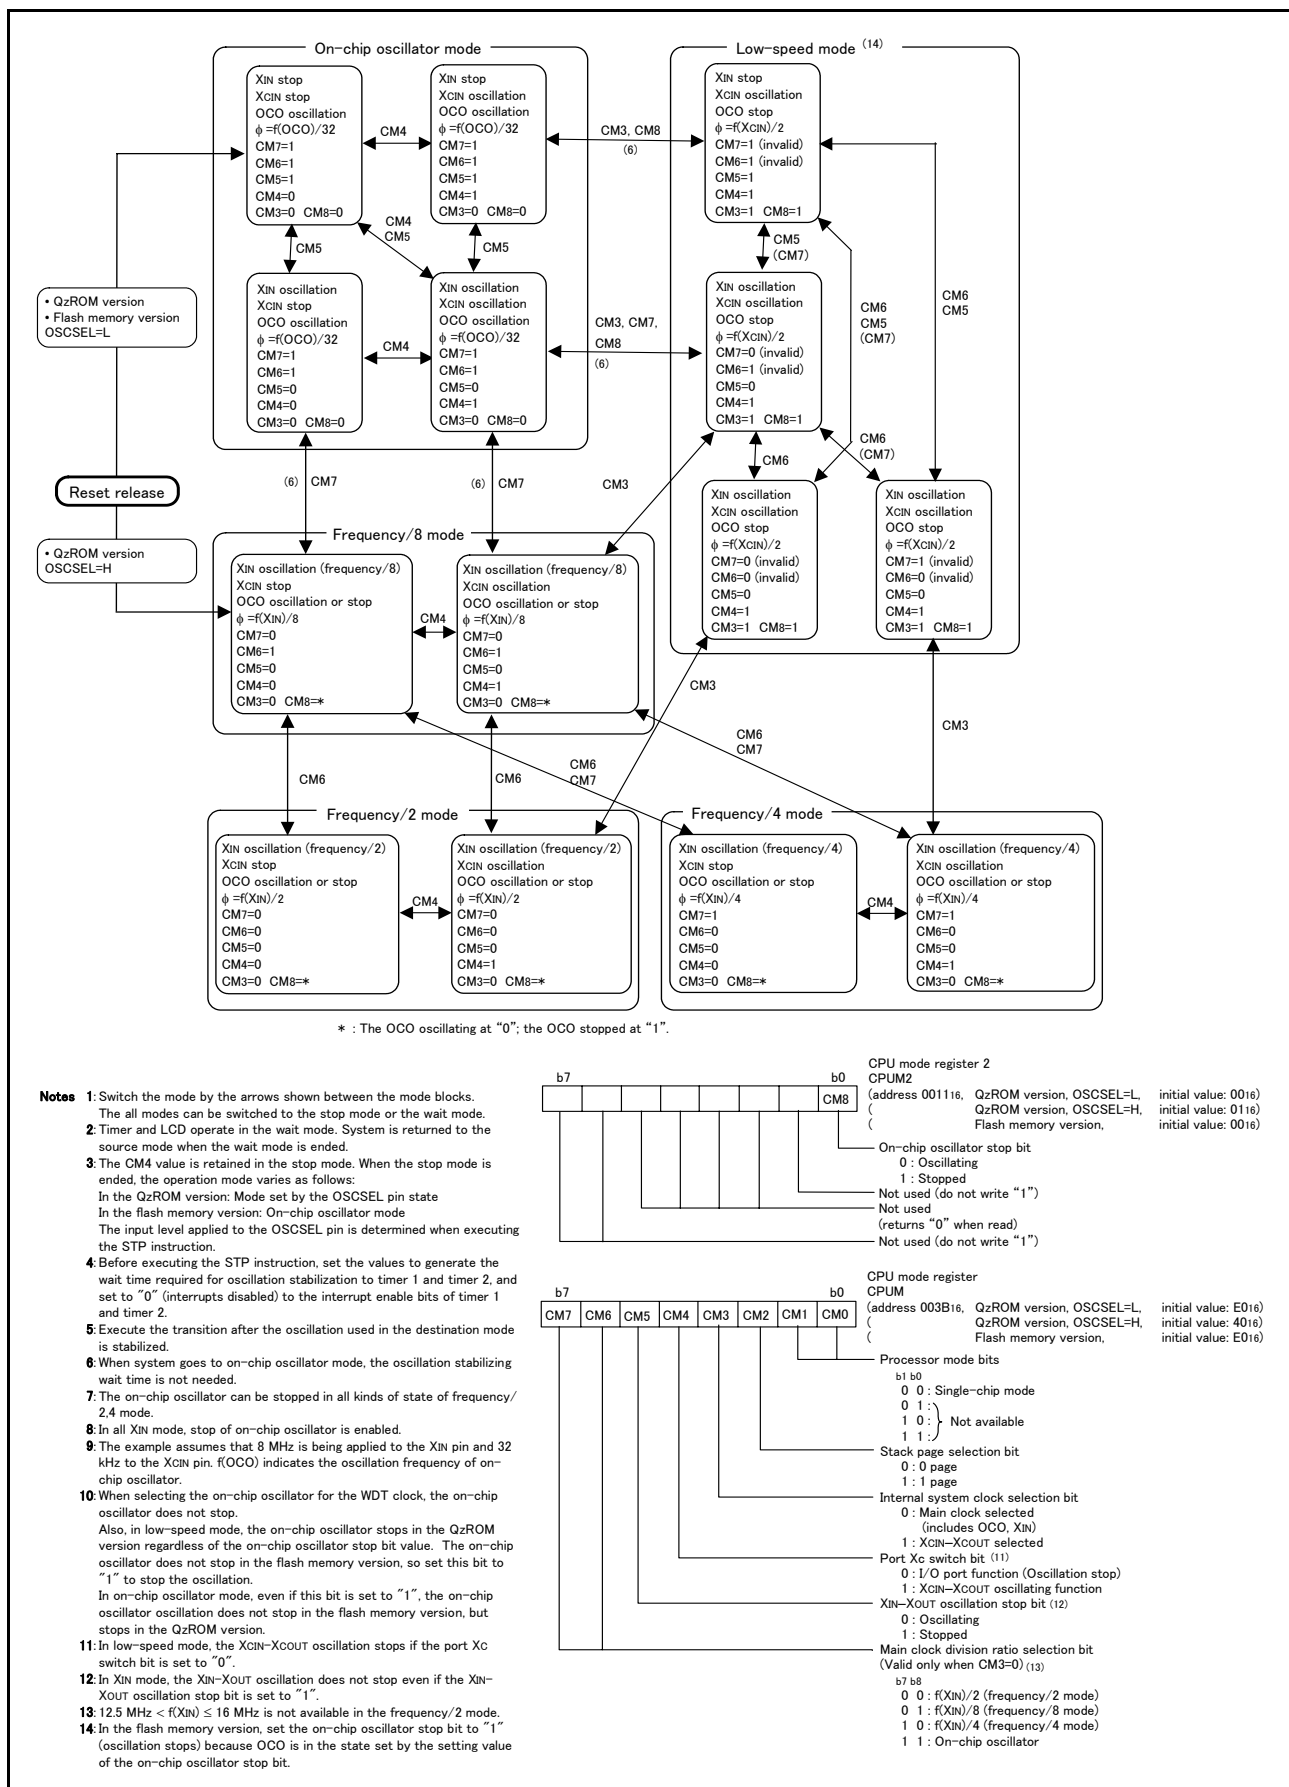 On-chip oscillator mode
XIN stop
XCIN stop
OCO oscillation
ϕ =f(OCO)/32
CM7=1
CM6=1
CM5=1
CM4=0
CM3=0 CM8=0
CM4
XIN stop
XCIN oscillation
OCO oscillation
ϕ =f(OCO)/32
CM7=1
CM6=1
CM5=1
CM4=1
CM3=0 CM8=0
CM5
CM4
CM5
CM5
XIN oscillation
XCIN stop
OCO oscillation
ϕ =f(OCO)/32
CM7=1
CM6=1
CM5=0
CM4=0
CM3=0 CM8=0
CM4
XIN oscillation
XCIN oscillation
OCO oscillation
ϕ =f(OCO)/32
CM7=1
CM6=1
CM5=0
CM4=1
CM3=0 CM8=0
CM3, CM8
(6)
CM3, CM7,
CM8
(6)
Low-speed mode (14)
XIN stop
XCIN oscillation
OCO stop
ϕ =f(XCIN)/2
CM7=1 (invalid)
CM6=1 (invalid)
CM5=1
CM4=1
CM3=1 CM8=1
CM5
(CM7)
XIN oscillation
XCIN oscillation
OCO stop
ϕ =f(XCIN)/2
CM7=0 (invalid)
CM6=1 (invalid)
CM5=0
CM4=1
CM3=1 CM8=1
CM6
CM5
(CM7)
CM6
CM5
CM6
CM6
(CM7)
XIN oscillation
XCIN oscillation
OCO stop
ϕ =f(XCIN)/2
CM7=0 (invalid)
CM6=0 (invalid)
CM5=0
CM4=1
CM3=1 CM8=1
XIN oscillation
XCIN oscillation
OCO stop
ϕ =f(XCIN)/2
CM7=1 (invalid)
CM6=0 (invalid)
CM5=0
CM4=1
CM3=1 CM8=1
• QzROM version
• Flash memory version
OSCSEL=L
Reset release
• QzROM version
OSCSEL=H
(6) CM7
(6) CM7
CM3
Frequency/8 mode
XIN oscillation (frequency/8)
XCIN stop
OCO oscillation or stop
ϕ =f(XIN)/8
CM7=0
CM6=1
CM5=0
CM4=0
CM3=0 CM8=*
CM4
XIN oscillation (frequency/8)
XCIN oscillation
OCO oscillation or stop
ϕ =f(XIN)/8
CM7=0
CM6=1
CM5=0
CM4=1
CM3=0 CM8=*
CM3
CM3
CM6
CM7
CM6
CM7
CM6
CM6
Frequency/2 mode
XIN oscillation (frequency/2)
XCIN stop
OCO oscillation or stop
ϕ =f(XIN)/2
CM7=0
CM6=0
CM5=0
CM4=0
CM3=0 CM8=*
CM4
XIN oscillation (frequency/2)
XCIN oscillation
OCO oscillation or stop
ϕ =f(XIN)/2
CM7=0
CM6=0
CM5=0
CM4=1
CM3=0 CM8=*
Frequency/4 mode
XIN oscillation (frequency/4)
XCIN stop
OCO oscillation or stop
ϕ =f(XIN)/4
CM7=1
CM6=0
CM5=0
CM4=0
CM3=0 CM8=*
CM4
XIN oscillation (frequency/4)
XCIN oscillation
OCO oscillation or stop
ϕ =f(XIN)/4
CM7=1
CM6=0
CM5=0
CM4=1
CM3=0 CM8=*
* : The OCO oscillating at “0”; the OCO stopped at “1”.
Notes 1: Switch the mode by the arrows shown between the mode blocks.
The all modes can be switched to the stop mode or the wait mode.
2: Timer and LCD operate in the wait mode. System is returned to the
source mode when the wait mode is ended.
3: The CM4 value is retained in the stop mode. When the stop mode is
ended, the operation mode varies as follows:
In the QzROM version: Mode set by the OSCSEL pin state
In the flash memory version: On-chip oscillator mode
The input level applied to the OSCSEL pin is determined when executing
the STP instruction.
4: Before executing the STP instruction, set the values to generate the
wait time required for oscillation stabilization to timer 1 and timer 2, and
set to "0" (interrupts disabled) to the interrupt enable bits of timer 1
and timer 2.
5: Execute the transition after the oscillation used in the destination mode
is stabilized.
6: When system goes to on-chip oscillator mode, the oscillation stabilizing
wait time is not needed.
7: The on-chip oscillator can be stopped in all kinds of state of frequency/
2,4 mode.
8: In all XIN mode, stop of on-chip oscillator is enabled.
9: The example assumes that 8 MHz is being applied to the XIN pin and 32
kHz to the XCIN pin. f(OCO) indicates the oscillation frequency of on-
chip oscillator.
10: When selecting the on-chip oscillator for the WDT clock, the on-chip
oscillator does not stop.
Also, in low-speed mode, the on-chip oscillator stops in the QzROM
version regardless of the on-chip oscillator stop bit value. The on-chip
oscillator does not stop in the flash memory version, so set this bit to
"1" to stop the oscillation.
In on-chip oscillator mode, even if this bit is set to "1", the on-chip
oscillator oscillation does not stop in the flash memory version, but
stops in the QzROM version.
11: In low-speed mode, the XCIN-XCOUT oscillation stops if the port XC
switch bit is set to "0".
12: In XIN mode, the XIN-XOUT oscillation does not stop even if the XIN-
XOUT oscillation stop bit is set to "1".
13: 12.5 MHz < f(XIN) ≤ 16 MHz is not available in the frequency/2 mode.
14: In the flash memory version, set the on-chip oscillator stop bit to "1"
(oscillation stops) because OCO is in the state set by the setting value
of the on-chip oscillator stop bit.
b7 b0
CM8
CPU mode register 2
CPUM2
(address 001116, QzROM version, OSCSEL=L, initial value: 0016)
( QzROM version, OSCSEL=H, initial value: 0116)
( Flash memory version, initial value: 0016)
On-chip oscillator stop bit
0 : Oscillating
1 : Stopped
Not used (do not write “1”)
Not used
(returns “0” when read)
Not used (do not write “1”)
b7 b0
CM7 CM6 CM5 CM4 CM3 CM2 CM1 CM0
CPU mode register
CPUM
(address 003B16, QzROM version, OSCSEL=L, initial value: E016)
( QzROM version, OSCSEL=H, initial value: 4016)
( Flash memory version, initial value: E016)
Processor mode bits
b1 b0
0 0 : Single-chip mode
0 1 :
1 0 : Not available
1 1 :
Stack page selection bit
0 : 0 page
1 : 1 page
Internal system clock selection bit
0 : Main clock selected
(includes OCO, XIN)
1 : XCIN-XCOUT selected
Port Xc switch bit (11)
0 : I/O port function (Oscillation stop)
1 : XCIN-XCOUT oscillating function
XIN-XOUT oscillation stop bit (12)
0 : Oscillating
1 : Stopped
Main clock division ratio selection bit
(Valid only when CM3=0) (13)
b7 b8
0 0 : f(XIN)/2 (frequency/2 mode)
0 1 : f(XIN)/8 (frequency/8 mode)
1 0 : f(XIN)/4 (frequency/4 mode)
1 1 : On-chip oscillator